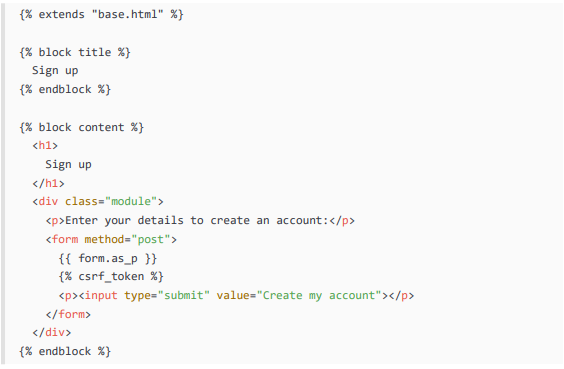 {% extends "base.html" %}
{% block title %}
Sign up
{% endblock %}
{% block content %}
<h1>
Sign up
</h1>
<div class="module">
<p>Enter your details to create an account:</p>
<form method="post">
{{ form.as_p }}
{% csrf_token %}
<p><input type="submit" value="Create my account"></p>
</form>
</div>
{% endblock %}